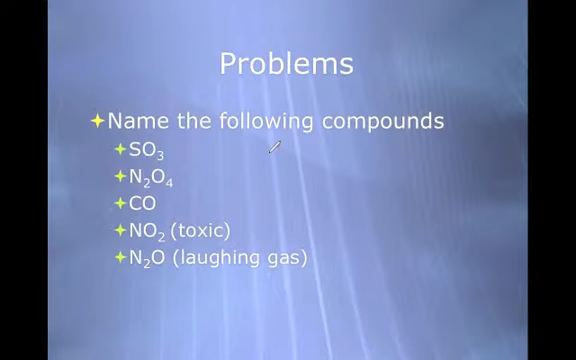 Problems
Name the following compounds
SO₃
N₂O₄
CO
NO₂ (toxic)
N₂O (laughing gas)